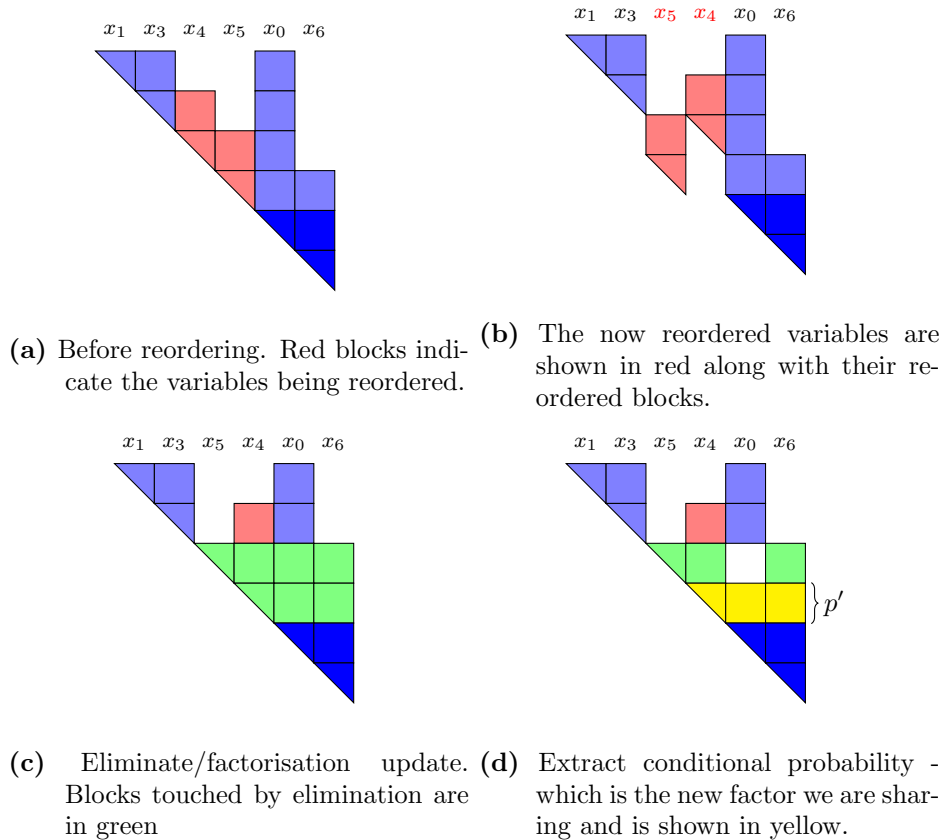 x₁ x₃ x₄ x₅ x₀ x₆
(a) Before reordering. Red blocks indi-
cate the variables being reordered.
x₁ x₃ x₅ x₄ x₀ x₆
(b) The now reordered variables are
shown in red along with their re-
ordered blocks.
x₁ x₃ x₅ x₄ x₀ x₆
(c) Eliminate/factorisation update.
Blocks touched by elimination are
in green
x₁ x₃ x₅ x₄ x₀ x₆
p′
(d) Extract conditional probability -
which is the new factor we are shar-
ing and is shown in yellow.